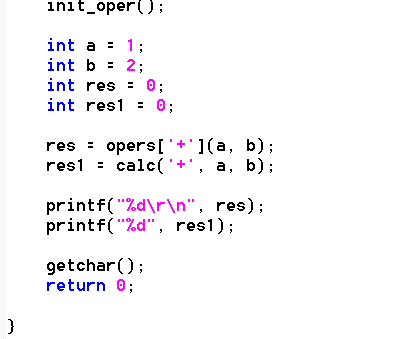 init_oper();
int a = 1;
int b = 2;
int res = 0;
int res1 = 0;
res = opers['+'](a, b);
res1 = calc('+', a, b);
printf("%d\r\n", res);
printf("%d", res1);
getchar();
return 0;
}